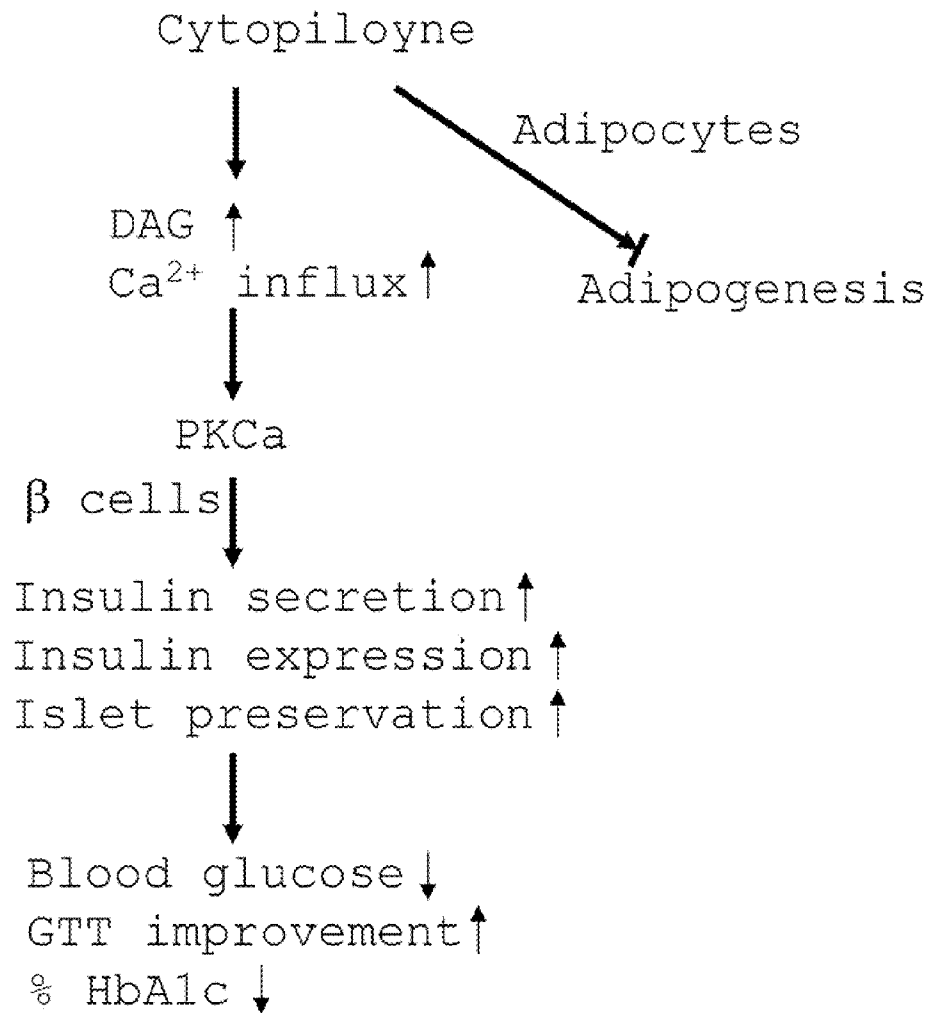 Cytopiloyne
Adipocytes
DAG ↑
Ca²⁺ influx ↑
Adipogenesis
PKCa
β cells
Insulin secretion ↑
Insulin expression ↑
Islet preservation ↑
Blood glucose ↓
GTT improvement ↑
% HbA1c ↓